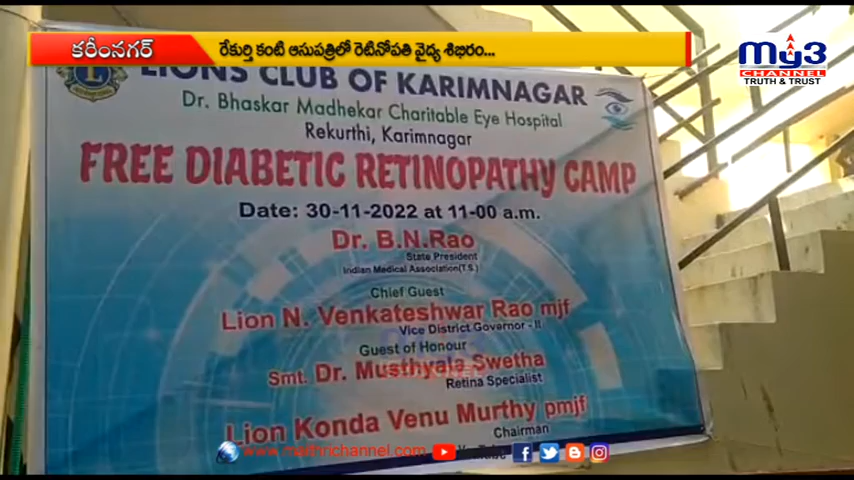 కరీంనగర్
రేకుర్తి కంటి ఆసుపత్రిలో రెటినోపతి వైద్య శిబిరం...
my3
CHANNEL
TRUTH & TRUST
LIONS CLUB OF KARIMNAGAR
Dr. Bhaskar Madhekar Charitable Eye Hospital
Rekurthi, Karimnagar
FREE DIABETIC RETINOPATHY CAMP
Date: 30-11-2022 at 11-00 a.m.
Dr. B.N.Rao
State President
Indian Medical Association(T.S.)
Chief Guest
Lion N. Venkateshwar Rao mjf
Vice District Governor - II
Guest of Honour
Smt. Dr. Musthyala Swetha
Retina Specialist
Lion Konda Venu Murthy pmjf
Chairman
www.maithrichannel.com
YouTube